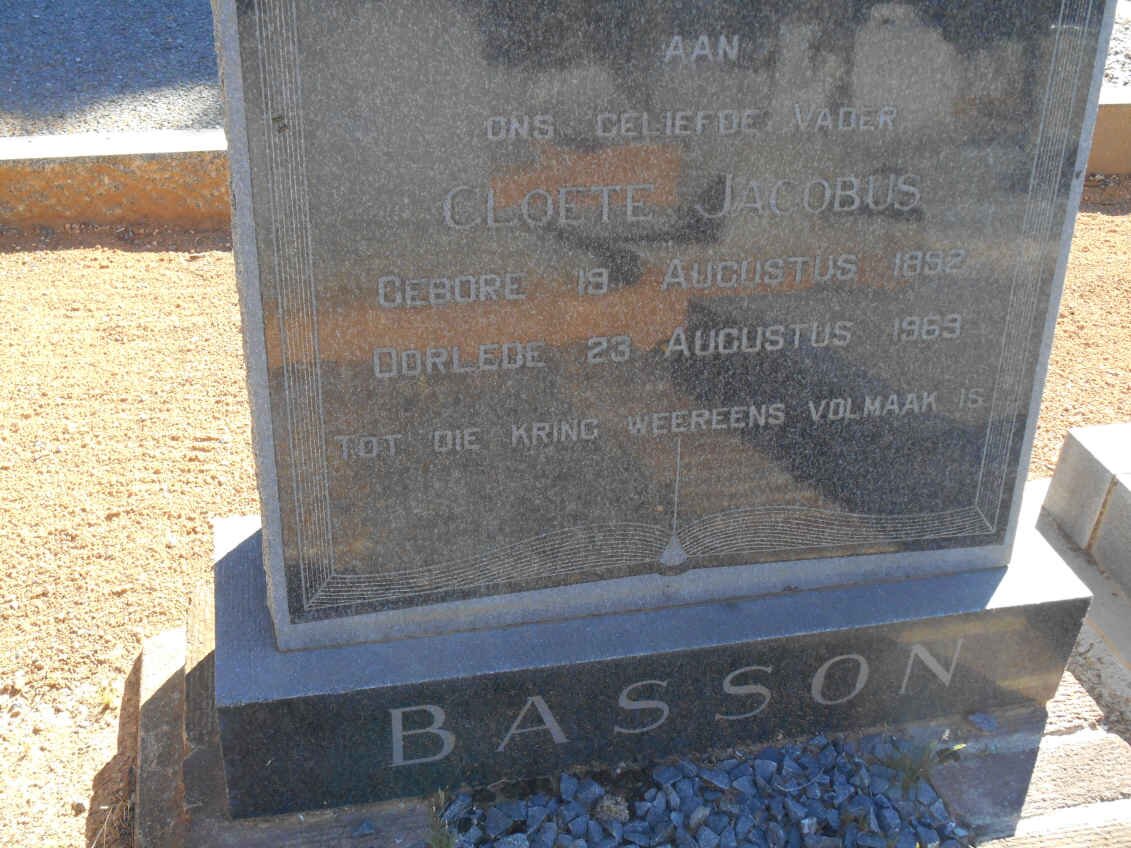 AAN
ONS GELIEFDE VADER
CLOETE JACOBUS
GEBORE 19 AUGUSTUS 1892
OORLEDE 23 AUGUSTUS 1969
TOT DIE KRING WEEREENS VOLMAAK IS
BASSON